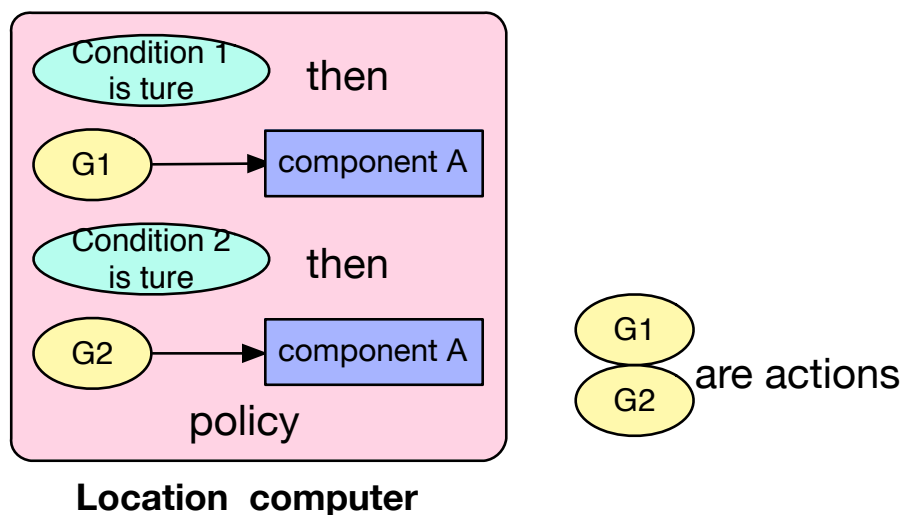 Condition 1
is ture
then
G1
component A
Condition 2
is ture
then
G2
component A
policy
Location computer
G1
G2
are actions